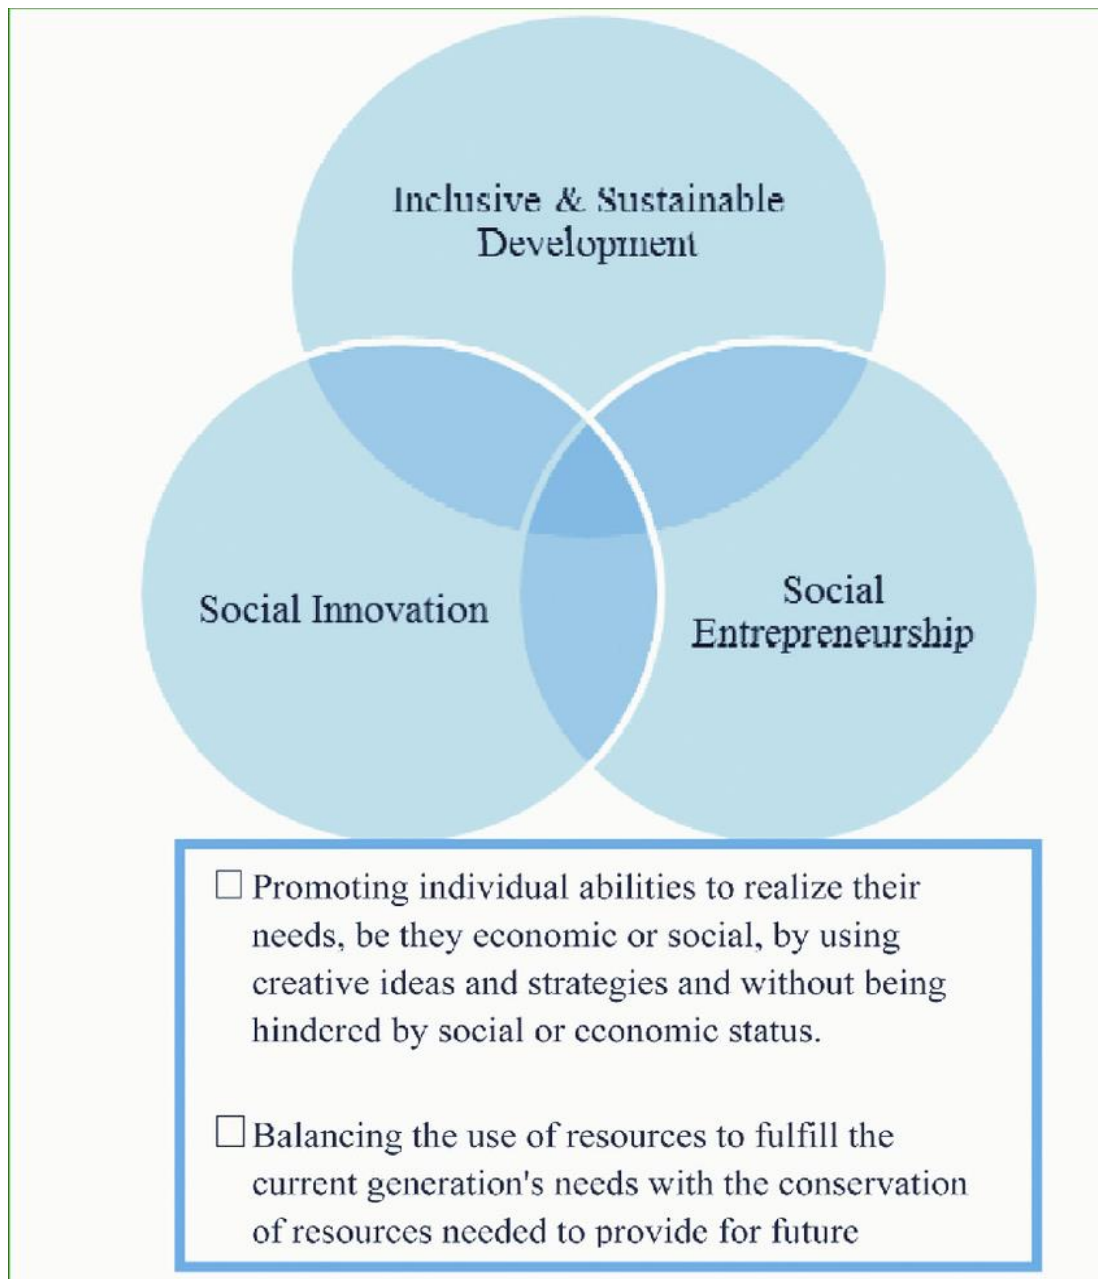 Inclusive & Sustainable
Development
Social Innovation
Social
Entrepreneurship
□ Promoting individual abilities to realize their
needs, be they economic or social, by using
creative ideas and strategies and without being
hindered by social or economic status.
□ Balancing the use of resources to fulfill the
current generation's needs with the conservation
of resources needed to provide for future